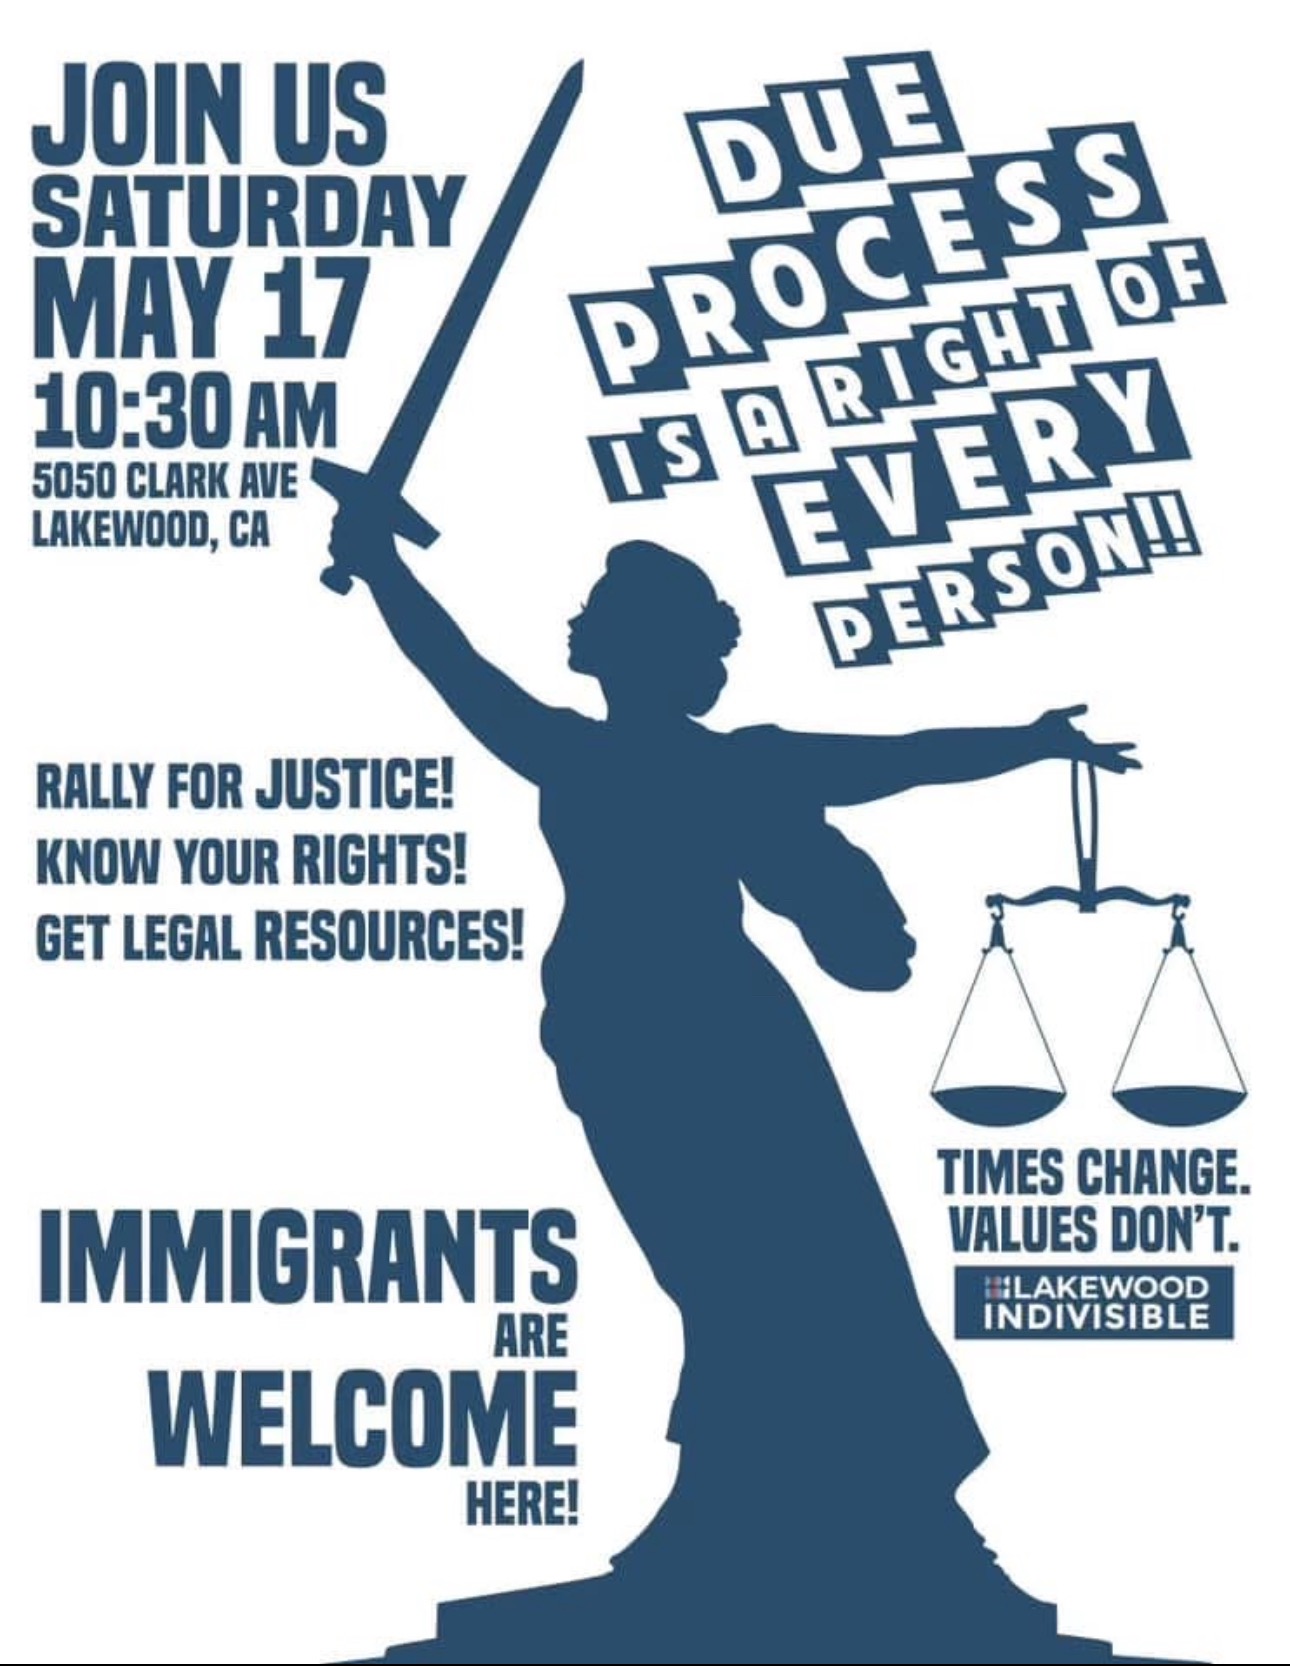 JOIN US
SATURDAY
MAY 17
10:30 AM
5050 CLARK AVE
LAKEWOOD, CA
DUE
PROCESS
IS A RIGHT OF
EVERY
PERSON!!
RALLY FOR JUSTICE!
KNOW YOUR RIGHTS!
GET LEGAL RESOURCES!
IMMIGRANTS
ARE
WELCOME
HERE!
TIMES CHANGE.
VALUES DON'T.
LAKEWOOD
INDIVISIBLE